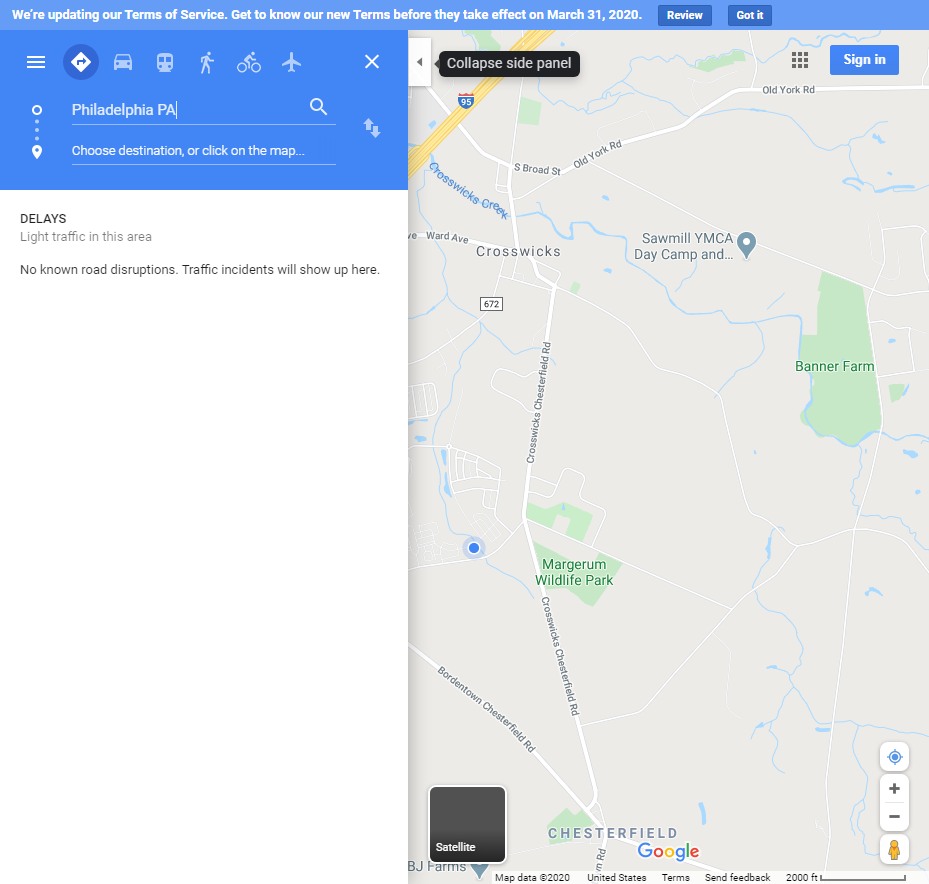 We're updating our Terms of Service. Get to know our new Terms before they take effect on March 31, 2020. Review Got it
Collapse side panel
Sign in
Philadelphia PA
Choose destination, or click on the map...
DELAYS
Light traffic in this area
No known road disruptions. Traffic incidents will show up here.
Old York Rd
95
Old York Rd
S Broad St
Crosswicks Creek
Ward Ave
Crosswicks
Sawmill YMCA
Day Camp and...
672
Crosswicks Chesterfield Rd
Banner Farm
Margerum
Wildlife Park
Crosswicks Chesterfield Rd
Bordentown Chesterfield Rd
Satellite
CHESTERFIELD
Google
BJ Farms
Map data ©2020 United States Terms Send feedback 2000 ft